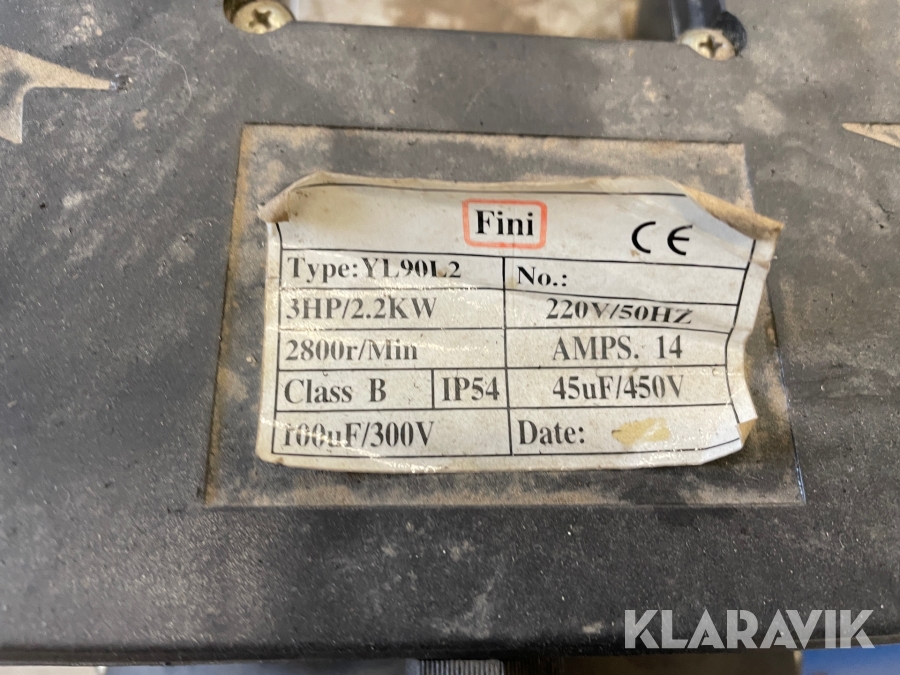 Fini
CE
Type:YL90L2
No.:
3HP/2.2KW
220V/50HZ
2800r/Min
AMPS. 14
Class B
IP54
45uF/450V
100uF/300V
Date:
KLARAVIK